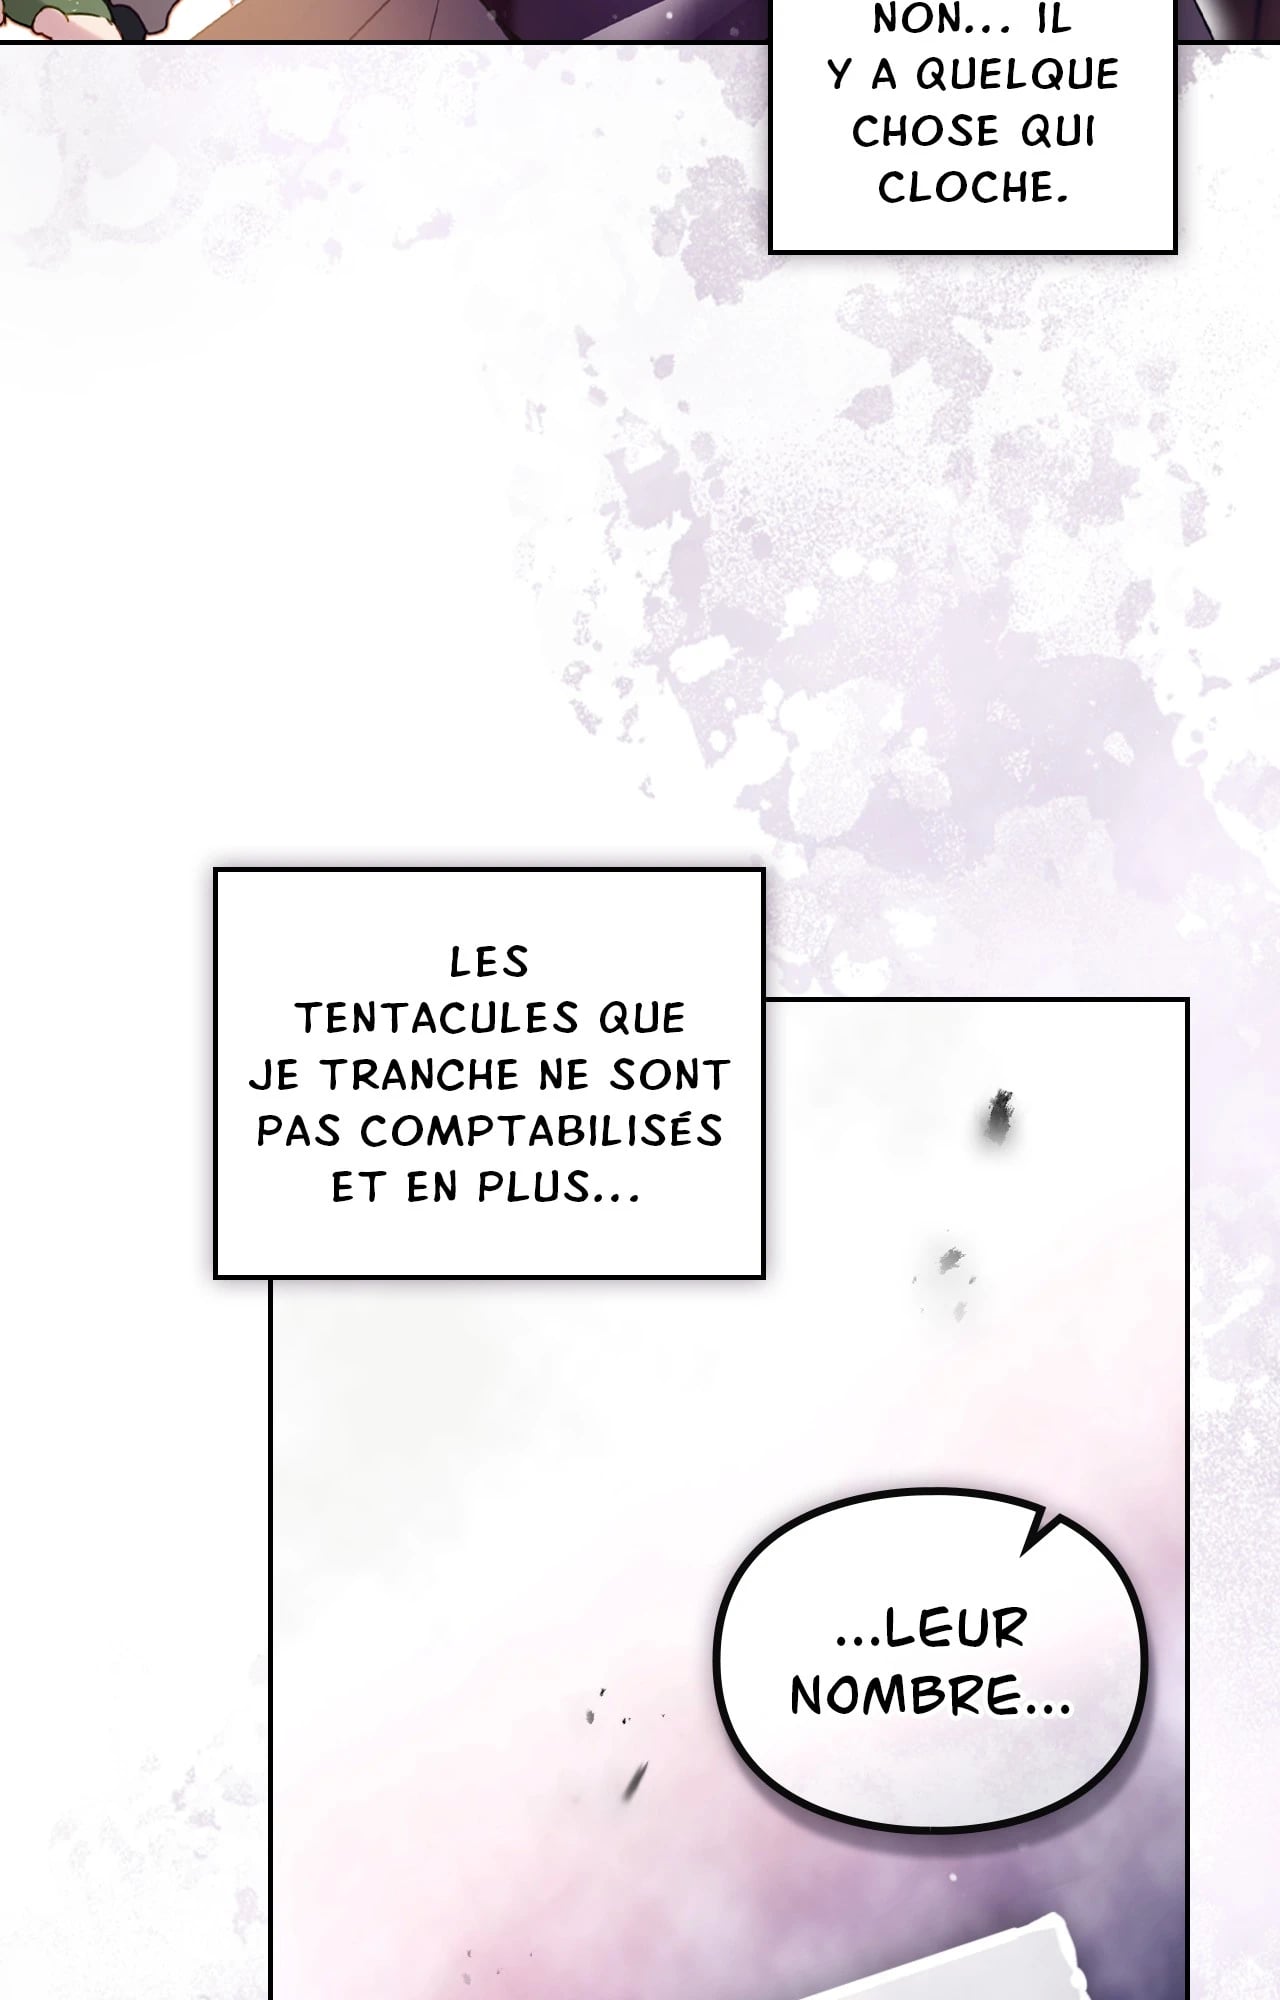 NON... IL
Y A QUELQUE
CHOSE QUI
CLOCHE.
LES
TENTACULES QUE
JE TRANCHE NE SONT
PAS COMPTABILISÉS
ET EN PLUS...
...LEUR
NOMBRE...